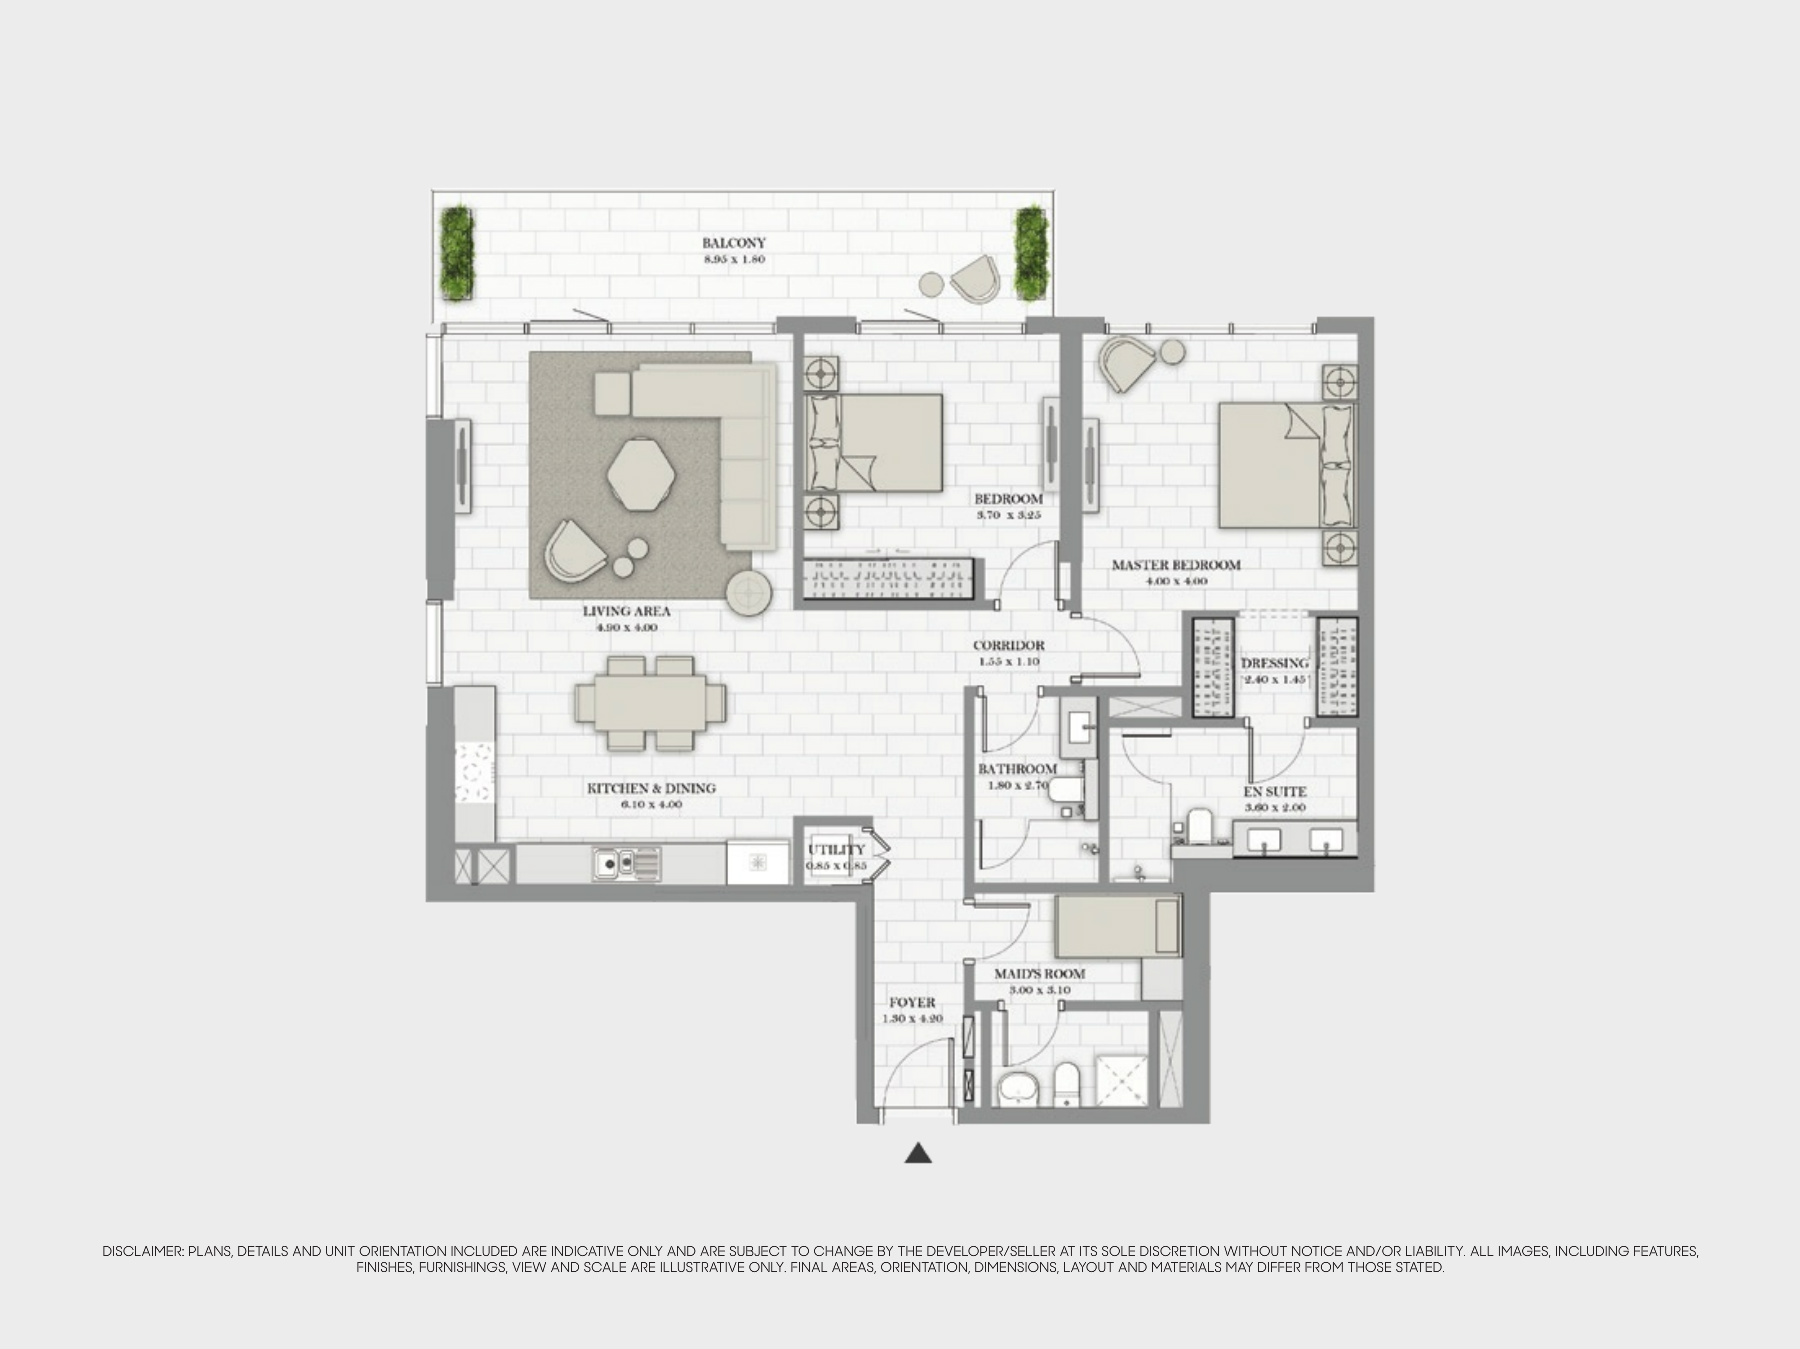 BALCONY
8.95 x 1.80
BEDROOM
3.70 x 3.25
MASTER BEDROOM
4.00 x 4.00
LIVING AREA
4.90 x 4.00
CORRIDOR
1.55 x 1.10
DRESSING
2.40 x 1.45
BATHROOM
1.80 x 2.70
KITCHEN & DINING
6.10 x 4.00
EN SUITE
3.60 x 2.00
UTILITY
0.85 x 0.85
MAID'S ROOM
3.00 x 3.10
FOYER
1.30 x 4.20
DISCLAIMER: PLANS, DETAILS AND UNIT ORIENTATION INCLUDED ARE INDICATIVE ONLY AND ARE SUBJECT TO CHANGE BY THE DEVELOPER/SELLER AT ITS SOLE DISCRETION WITHOUT NOTICE AND/OR LIABILITY. ALL IMAGES, INCLUDING FEATURES,
FINISHES, FURNISHINGS, VIEW AND SCALE ARE ILLUSTRATIVE ONLY. FINAL AREAS, ORIENTATION, DIMENSIONS, LAYOUT AND MATERIALS MAY DIFFER FROM THOSE STATED.